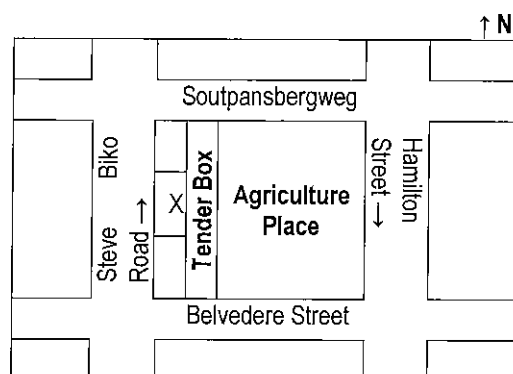 ↑ N
Soutpansbergweg
Steve Biko
Road →
X
Tender Box
Agriculture
Place
Hamilton
Street →
Belvedere Street